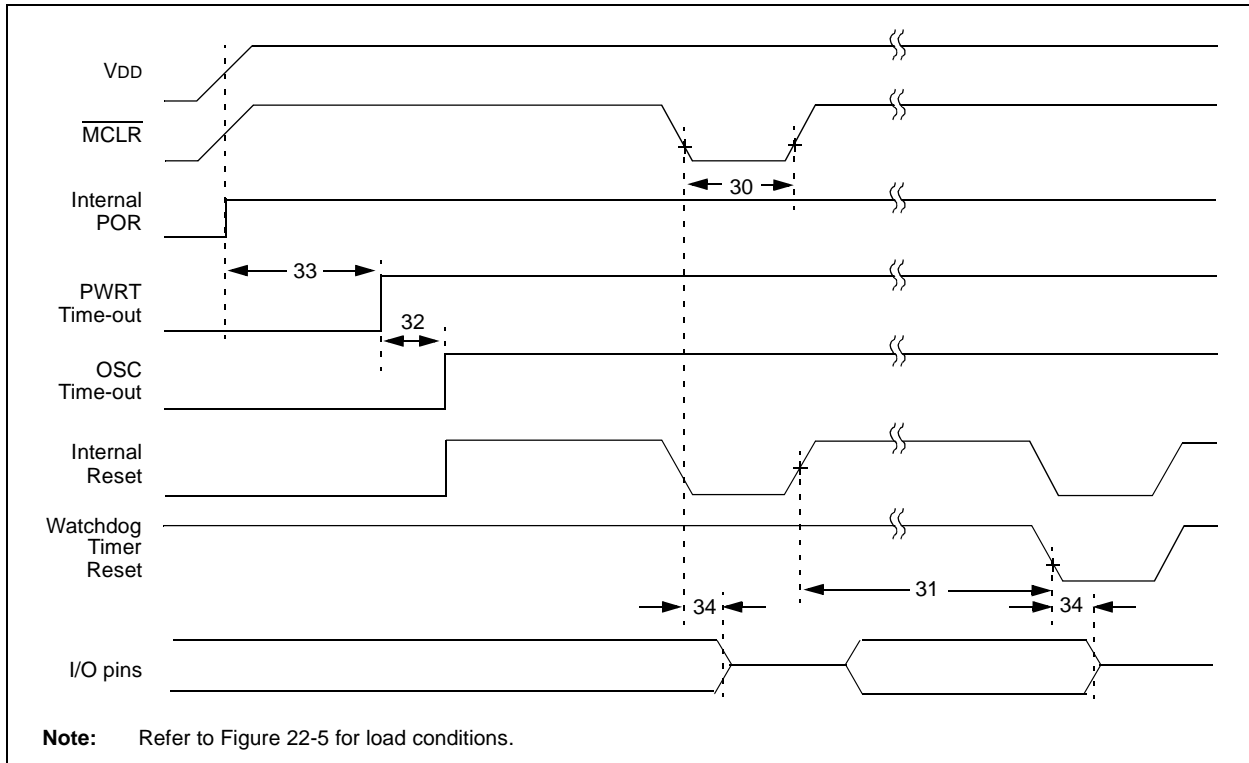 VDD
MCLR
30
Internal
POR
33
PWRT
Time-out
32
OSC
Time-out
Internal
Reset
Watchdog
Timer
Reset
31
34
34
I/O pins
Note: Refer to Figure 22-5 for load conditions.